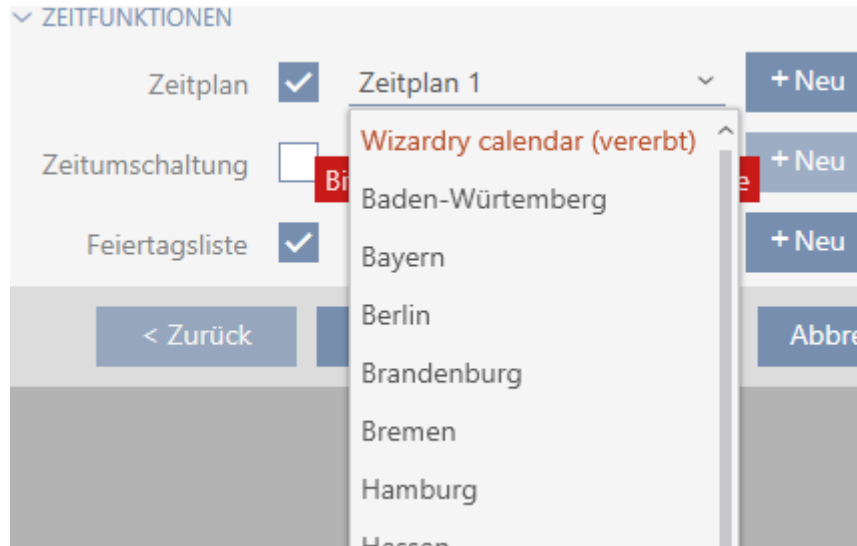 ZEITFUNKTIONEN
Zeitplan Zeitplan 1 + Neu
Wizardry calendar (vererbt)
Zeitumschaltung + Neu
Baden-Würtemberg
Feiertagsliste + Neu
Bayern
Berlin
< Zurück
Brandenburg
Bremen
Hamburg